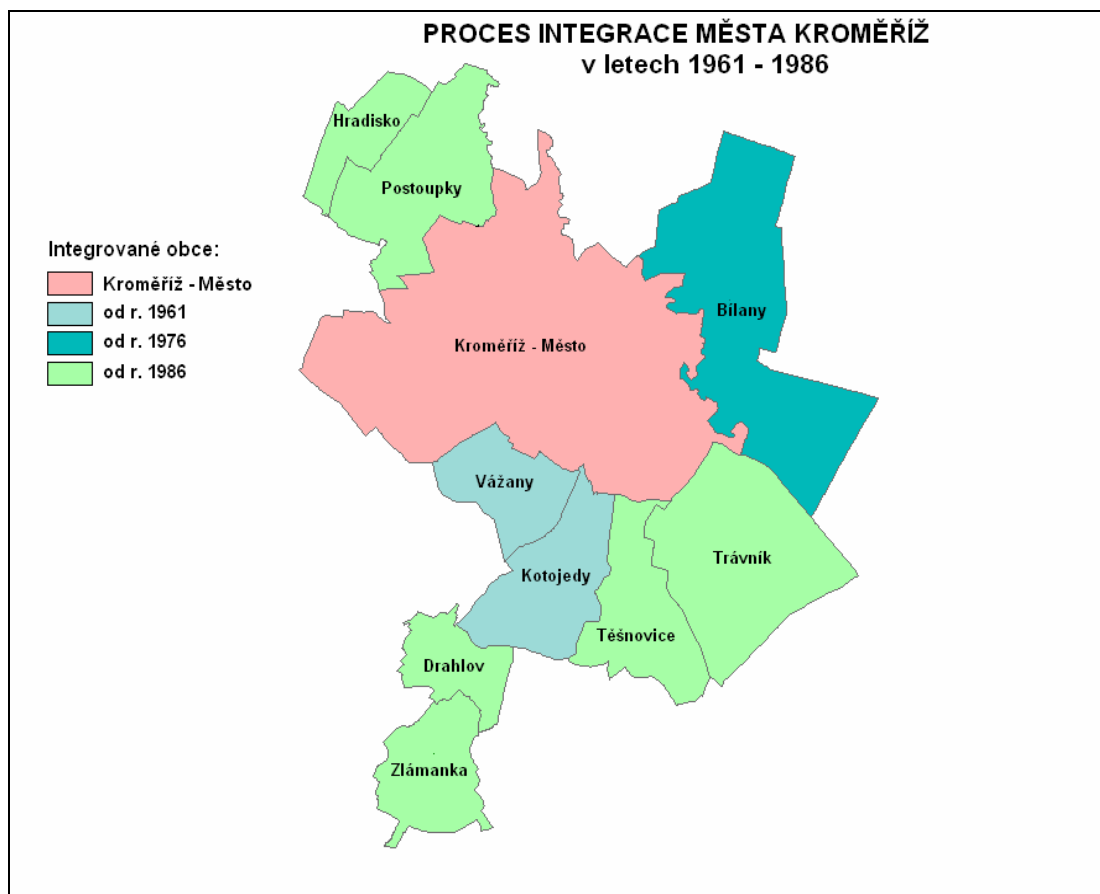 PROCES INTEGRACE MĚSTA KROMĚŘÍŽ
v letech 1961 - 1986
Hradisko
Postoupky
Integrované obce:
Kroměříž - Město
od r. 1961
od r. 1976
od r. 1986
Bílany
Kroměříž - Město
Vážany
Kotojedy
Trávník
Těšnovice
Drahlov
Zlámanka